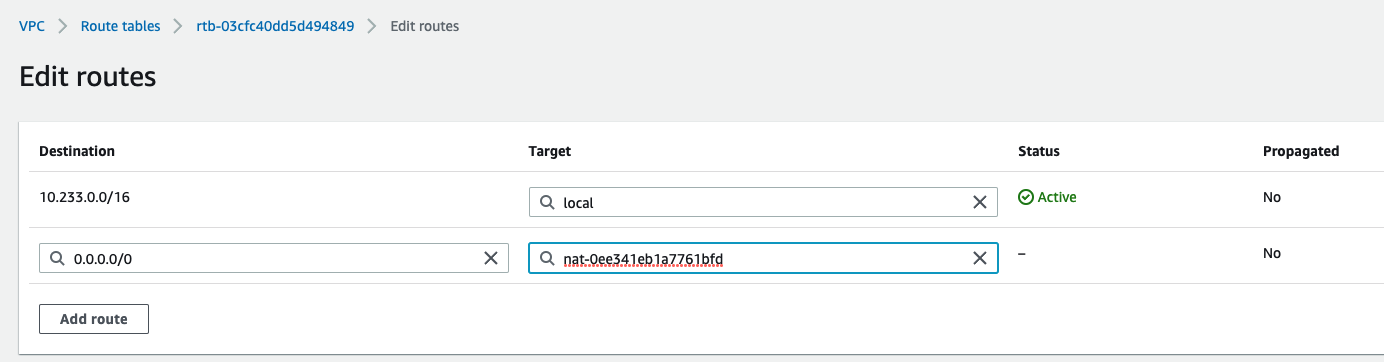 VPC > Route tables > rtb-03cfc40dd5d494849 > Edit routes
Edit routes
Destination Target Status Propagated
10.233.0.0/16 local Active No
0.0.0.0/0 nat-0ee341eb1a7761bfd – No
Add route